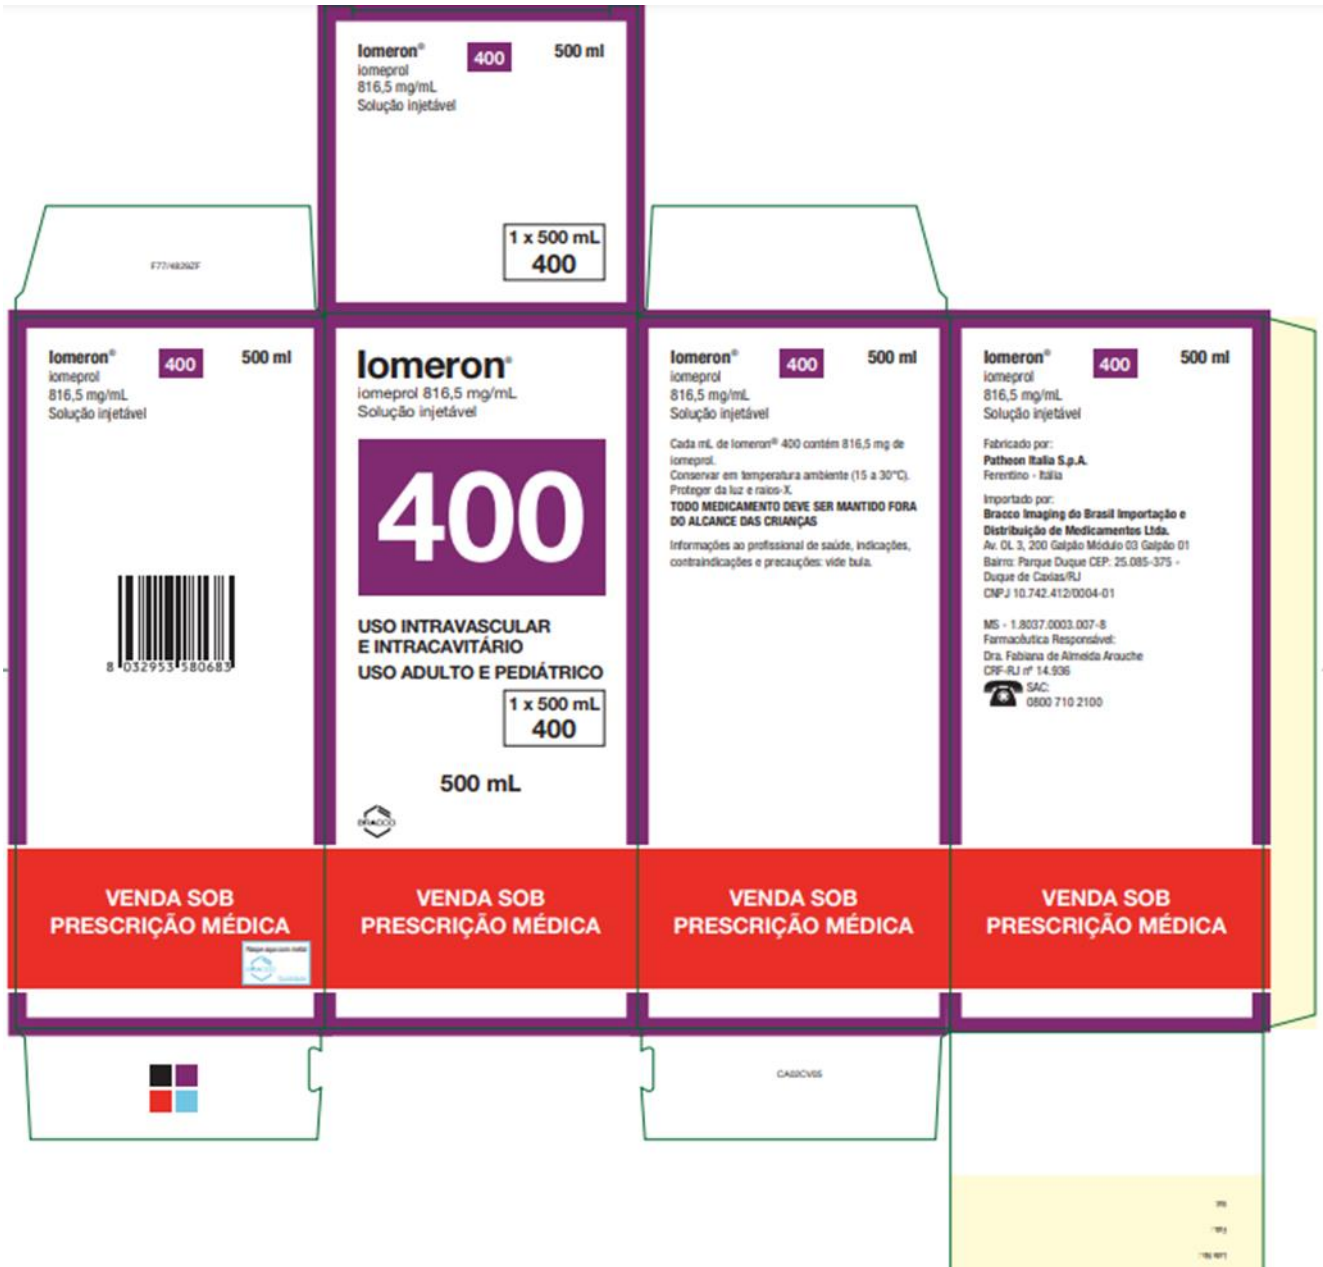 Iomeron®
iomeprol
816,5 mg/mL
Solução injetável
400
500 ml
1 x 500 mL
400
Iomeron®
iomeprol
816,5 mg/mL
Solução injetável
400
500 ml
8 032953 580683
VENDA SOB
PRESCRIÇÃO MÉDICA
Raspe aqui com metal
BRACCO
Iomeron®
iomeprol 816,5 mg/mL
Solução injetável
400
USO INTRAVASCULAR
E INTRACAVITÁRIO
USO ADULTO E PEDIÁTRICO
1 x 500 mL
400
500 mL
BRACCO
VENDA SOB
PRESCRIÇÃO MÉDICA
Iomeron®
iomeprol
816,5 mg/mL
Solução injetável
400
500 ml
Cada mL de Iomeron® 400 contém 816,5 mg de
iomeprol.
Conservar em temperatura ambiente (15 a 30°C).
Proteger da luz e raios-X.
TODO MEDICAMENTO DEVE SER MANTIDO FORA
DO ALCANCE DAS CRIANÇAS
Informações ao profissional de saúde, indicações,
contraindicações e precauções: vide bula.
VENDA SOB
PRESCRIÇÃO MÉDICA
CA02CV05
Iomeron®
iomeprol
816,5 mg/mL
Solução injetável
400
500 ml
Fabricado por:
Patheon Italia S.p.A.
Ferentino - Itália
Importado por:
Bracco Imaging do Brasil Importação e
Distribuição de Medicamentos Ltda.
Av. OL 3, 200 Galpão Módulo 03 Galpão 01
Bairro: Parque Duque CEP: 25.085-375 -
Duque de Caxias/RJ
CNPJ 10.742.412/0004-01
MS - 1.8037.0003.007-8
Farmacêutica Responsável:
Dra. Fabiana de Almeida Arouche
CRF-RJ nº 14.936
SAC:
0800 710 2100
VENDA SOB
PRESCRIÇÃO MÉDICA